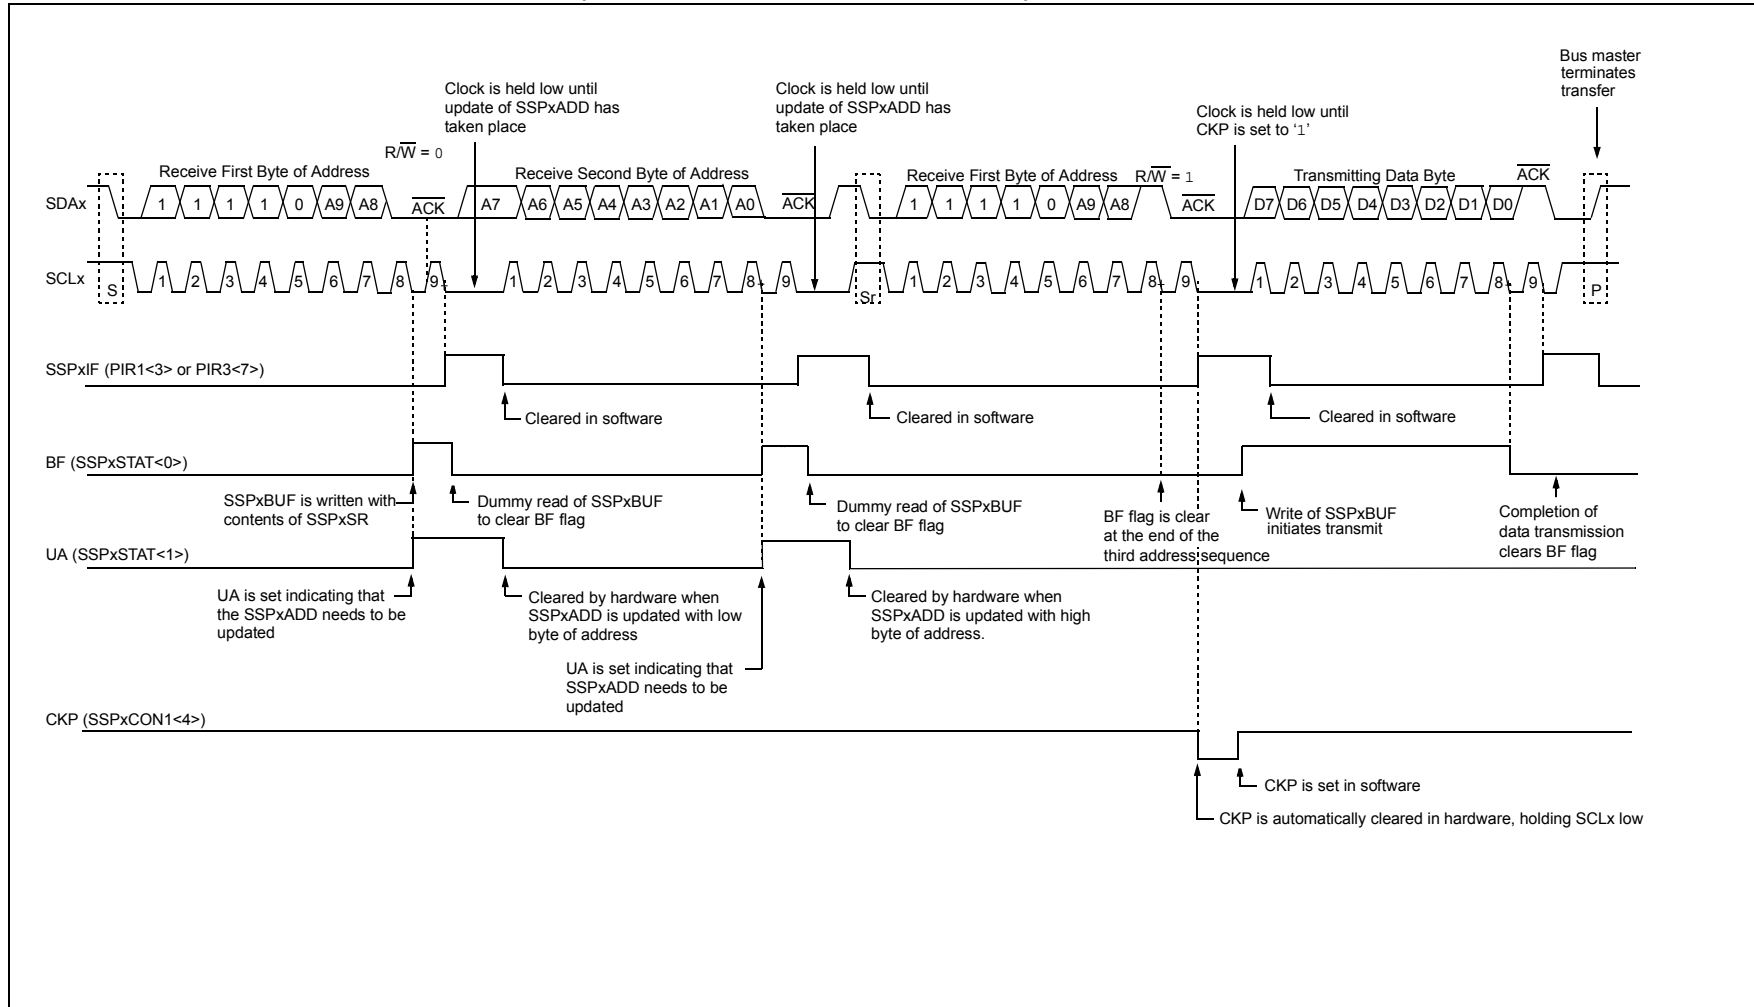 Bus master
terminates
transfer
Clock is held low until
update of SSPxADD has
taken place
Clock is held low until
update of SSPxADD has
taken place
Clock is held low until
CKP is set to ‘1’
R/W = 0
Receive First Byte of Address
Receive Second Byte of Address
Receive First Byte of Address
R/W = 1
Transmitting Data Byte
ACK
SDAx
1 1 1 1 0 A9 A8
ACK
A7 A6 A5 A4 A3 A2 A1 A0
ACK
1 1 1 1 0 A9 A8
ACK
D7 D6 D5 D4 D3 D2 D1 D0
SCLx
S
1 2 3 4 5 6 7 8 9
1 2 3 4 5 6 7 8 9
Sr
1 2 3 4 5 6 7 8 9
1 2 3 4 5 6 7 8 9
P
SSPxIF (PIR1<3> or PIR3<7>)
Cleared in software
Cleared in software
Cleared in software
BF (SSPxSTAT<0>)
SSPxBUF is written with
contents of SSPxSR
Dummy read of SSPxBUF
to clear BF flag
Dummy read of SSPxBUF
to clear BF flag
BF flag is clear
at the end of the
third address sequence
Write of SSPxBUF
initiates transmit
Completion of
data transmission
clears BF flag
UA (SSPxSTAT<1>)
UA is set indicating that
the SSPxADD needs to be
updated
Cleared by hardware when
SSPxADD is updated with low
byte of address
UA is set indicating that
SSPxADD needs to be
updated
Cleared by hardware when
SSPxADD is updated with high
byte of address.
CKP (SSPxCON1<4>)
CKP is set in software
CKP is automatically cleared in hardware, holding SCLx low